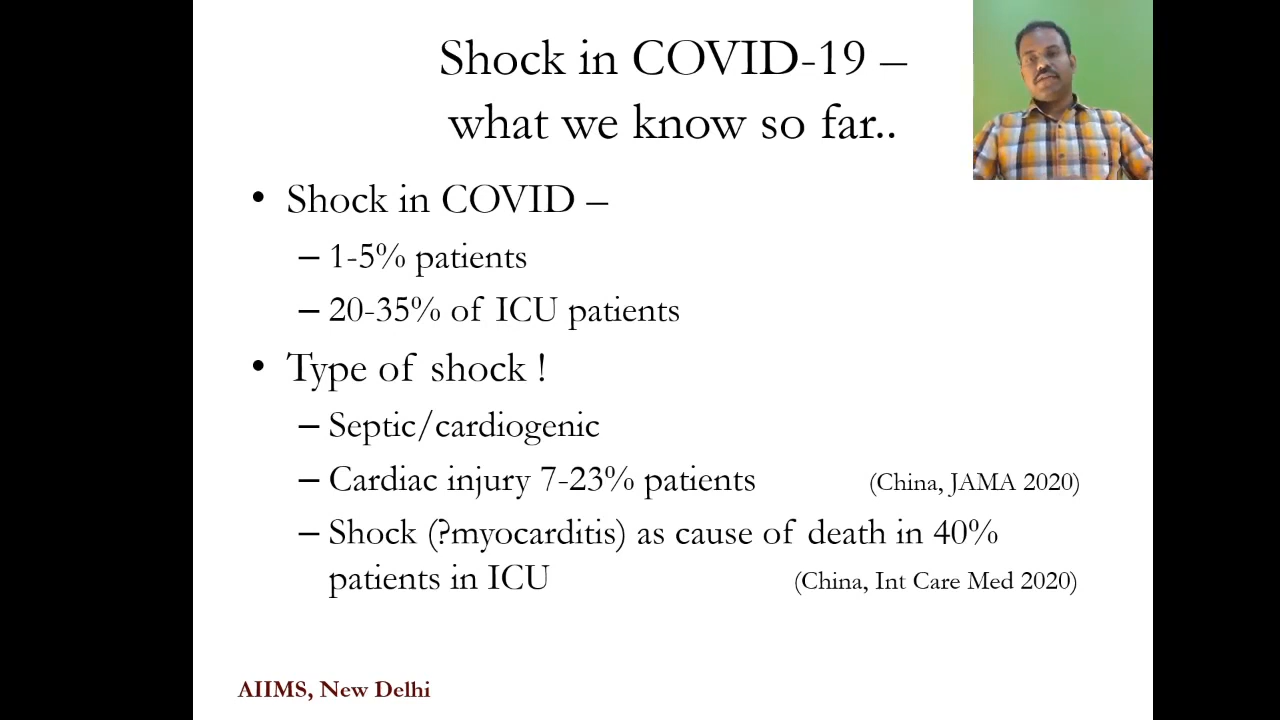 Shock in COVID-19 –
what we know so far..
• Shock in COVID –
– 1-5% patients
– 20-35% of ICU patients
• Type of shock !
– Septic/cardiogenic
– Cardiac injury 7-23% patients (China, JAMA 2020)
– Shock (?myocarditis) as cause of death in 40%
patients in ICU (China, Int Care Med 2020)
AIIMS, New Delhi